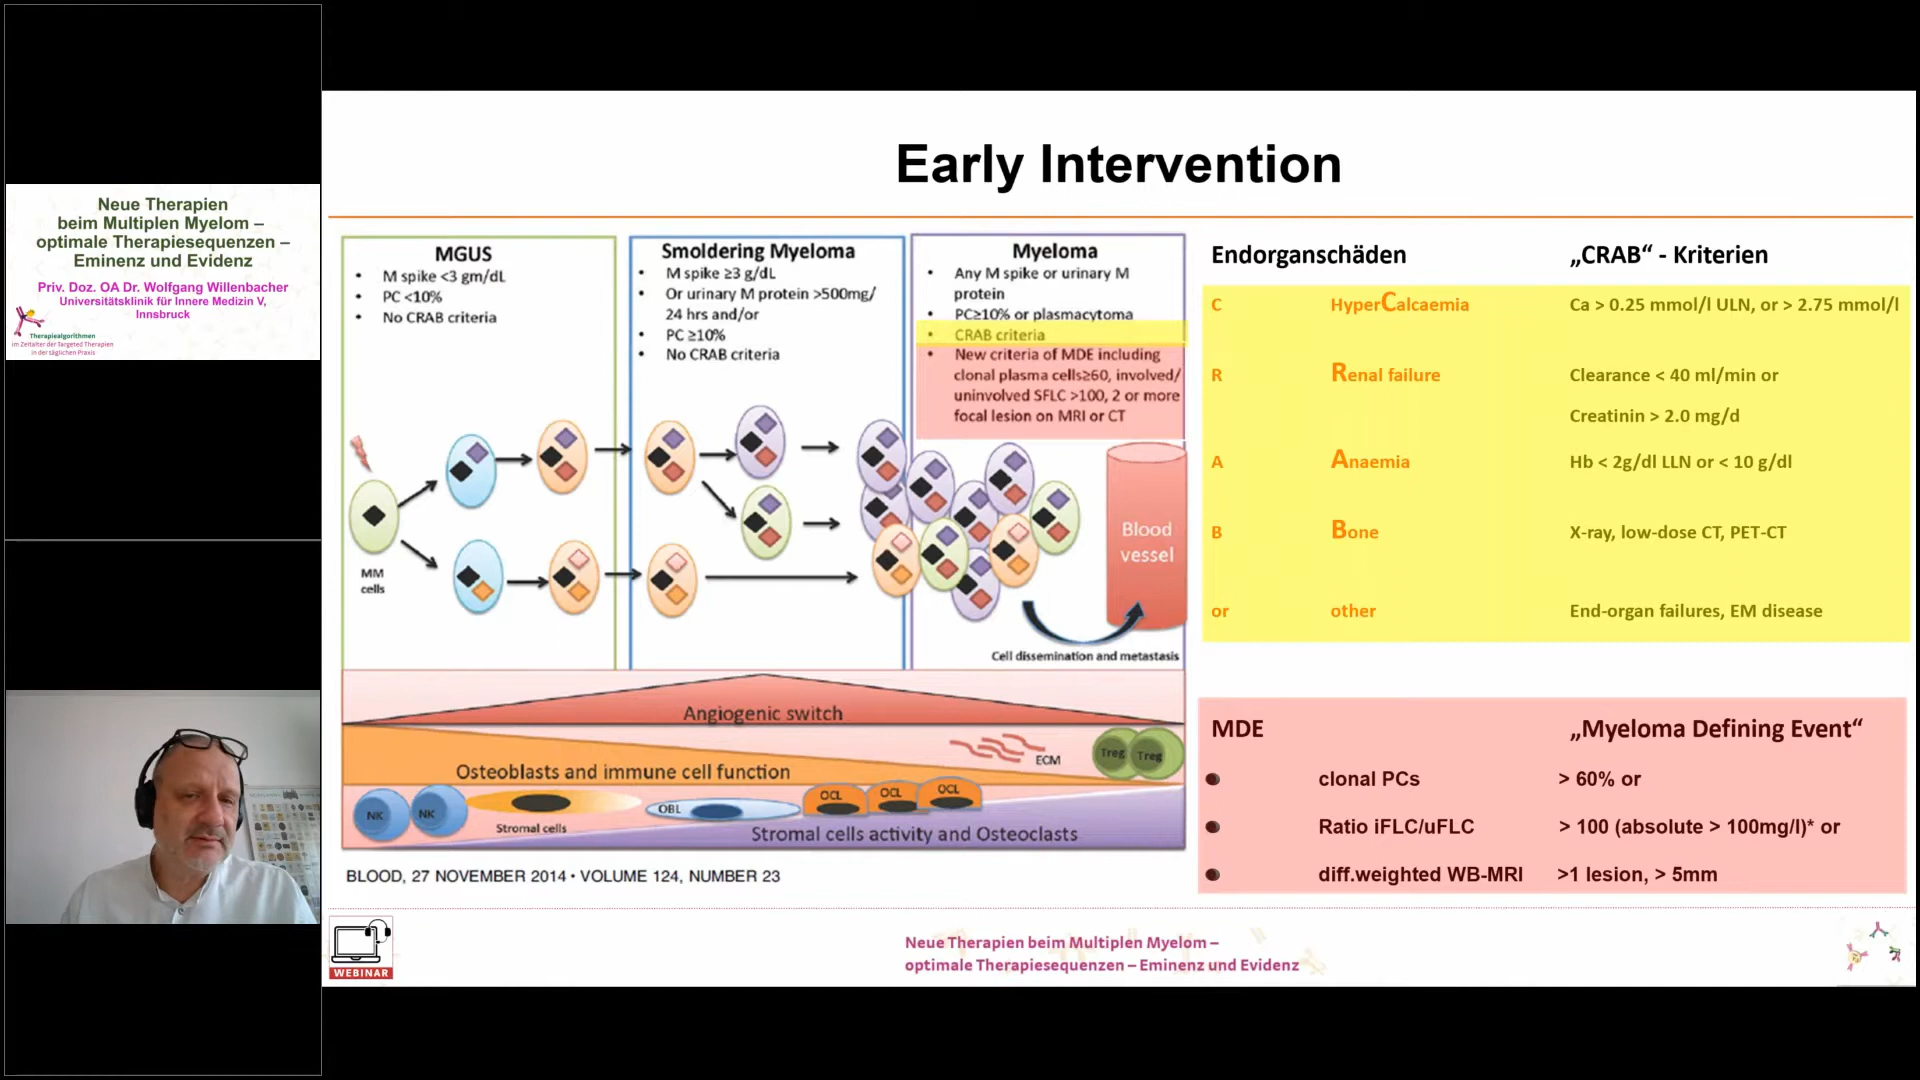 Neue Therapien
beim Multiplen Myelom –
optimale Therapiesequenzen –
Eminenz und Evidenz
Priv. Doz. OA Dr. Wolfgang Willenbacher
Universitätsklinik für Innere Medizin V,
Innsbruck
Therapiealgorithmen
im Zeitalter der Targeted Therapien
in der täglichen Praxis
Early Intervention
MGUS
• M spike <3 gm/dL
• PC <10%
• No CRAB criteria
Smoldering Myeloma
• M spike ≥3 g/dL
• Or urinary M protein >500mg/
24 hrs and/or
• PC ≥10%
• No CRAB criteria
Myeloma
• Any M spike or urinary M
protein
• PC≥10% or plasmacytoma
• CRAB criteria
• New criteria of MDE including
clonal plasma cells≥60, involved/
uninvolved SFLC >100, 2 or more
focal lesion on MRI or CT
MM
cells
Blood
vessel
Cell dissemination and metastasis
Angiogenic switch
Osteoblasts and immune cell function
ECM
Treg
Treg
NK
NK
Stromal cells
OBL
OCL
OCL
OCL
Stromal cells activity and Osteoclasts
BLOOD, 27 NOVEMBER 2014 • VOLUME 124, NUMBER 23
Endorganschäden „CRAB“ - Kriterien
C HyperCalcaemia Ca > 0.25 mmol/l ULN, or > 2.75 mmol/l
R Renal failure Clearance < 40 ml/min or
Creatinin > 2.0 mg/d
A Anaemia Hb < 2g/dl LLN or < 10 g/dl
B Bone X-ray, low-dose CT, PET-CT
or other End-organ failures, EM disease
MDE „Myeloma Defining Event“
• clonal PCs > 60% or
• Ratio iFLC/uFLC > 100 (absolute > 100mg/l)* or
• diff.weighted WB-MRI >1 lesion, > 5mm
WEBINAR
Neue Therapien beim Multiplen Myelom –
optimale Therapiesequenzen – Eminenz und Evidenz